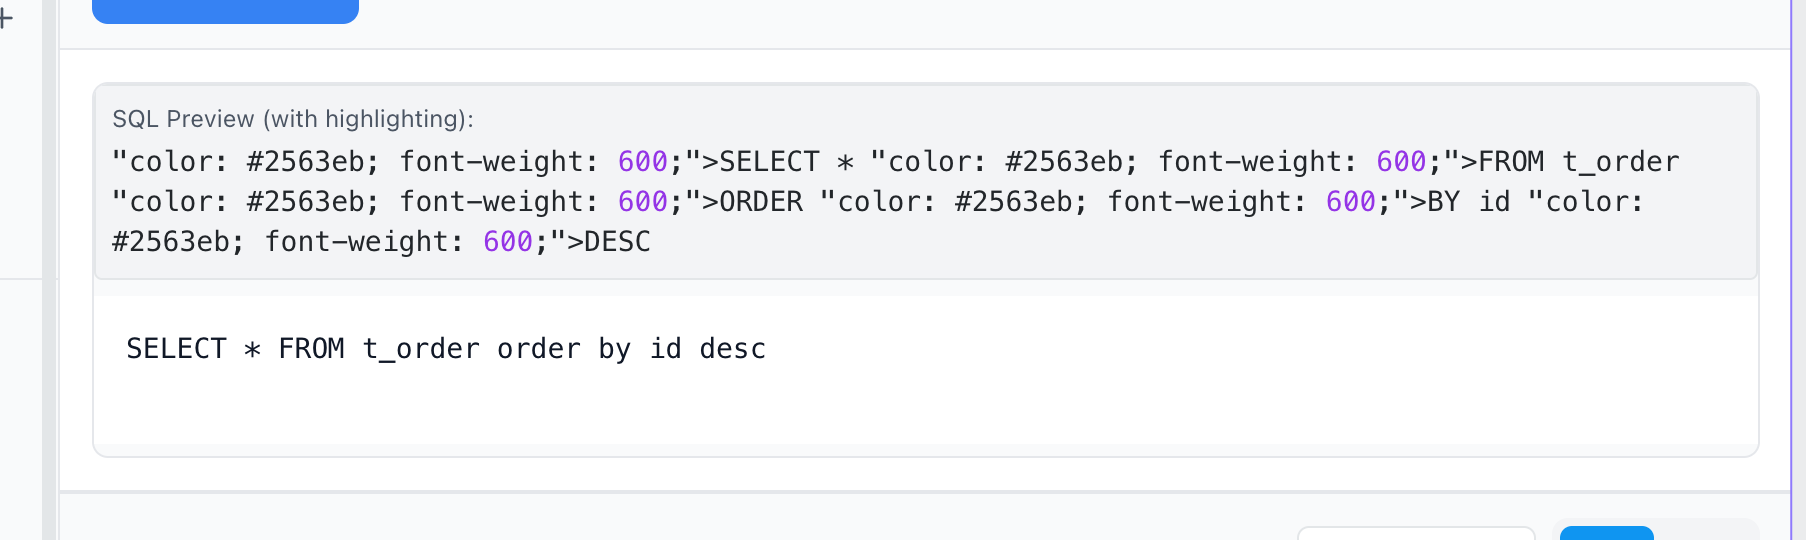 SQL Preview (with highlighting):
"color: #2563eb; font-weight: 600;">SELECT * "color: #2563eb; font-weight: 600;">FROM t_order
"color: #2563eb; font-weight: 600;">ORDER "color: #2563eb; font-weight: 600;">BY id "color:
#2563eb; font-weight: 600;">DESC
SELECT * FROM t_order order by id desc